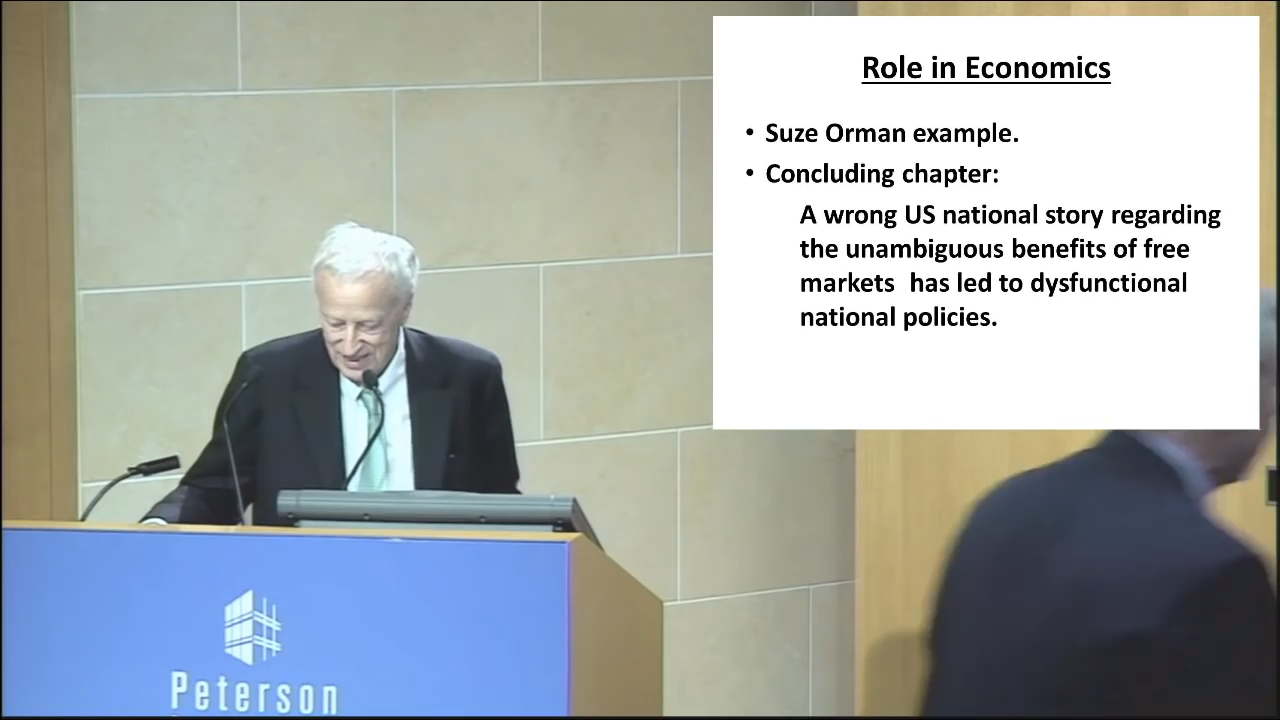 Role in Economics
• Suze Orman example.
• Concluding chapter:
A wrong US national story regarding
the unambiguous benefits of free
markets has led to dysfunctional
national policies.
Peterson